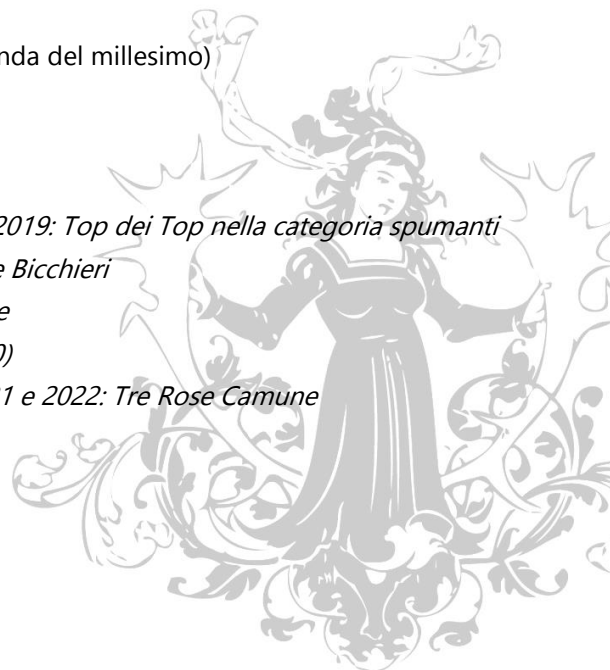 nda del millesimo)
2019: Top dei Top nella categoria spumanti
e Bicchieri
e
0)
21 e 2022: Tre Rose Camune